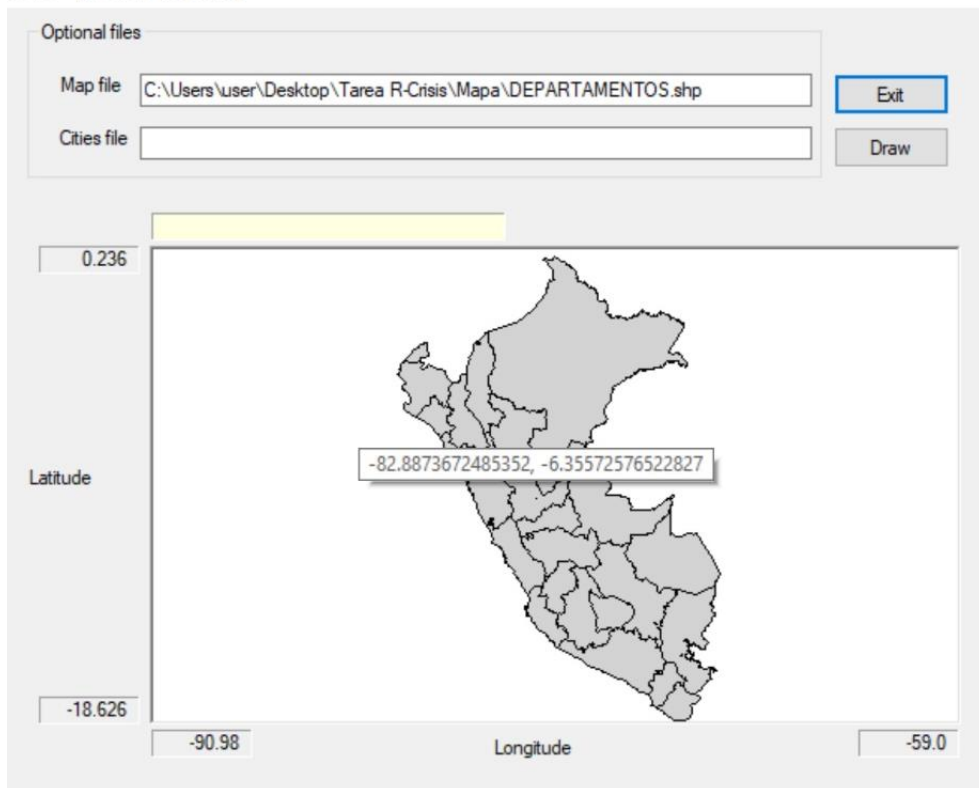 Optional files
Map file C:\Users\user\Desktop\Tarea R-Crisis\Mapa\DEPARTAMENTOS.shp Exit
Cities file Draw
0.236
-82.8873672485352, -6.35572576522827
Latitude
-18.626
-90.98 Longitude -59.0